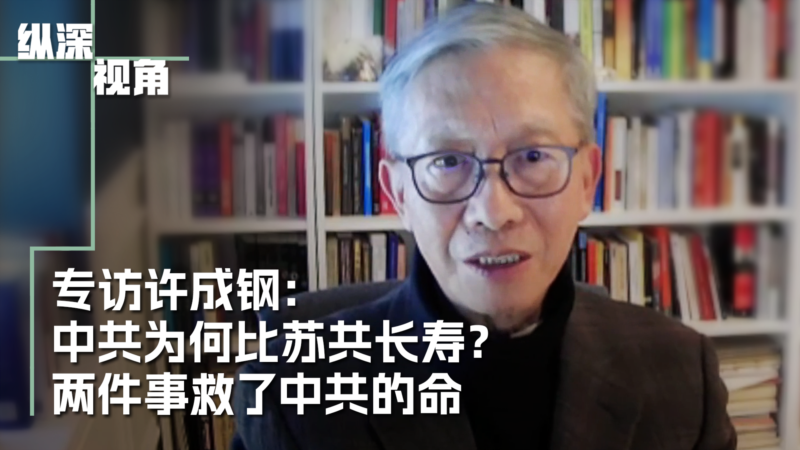 纵深
视角
专访许成钢：
中共为何比苏共长寿？
两件事救了中共的命